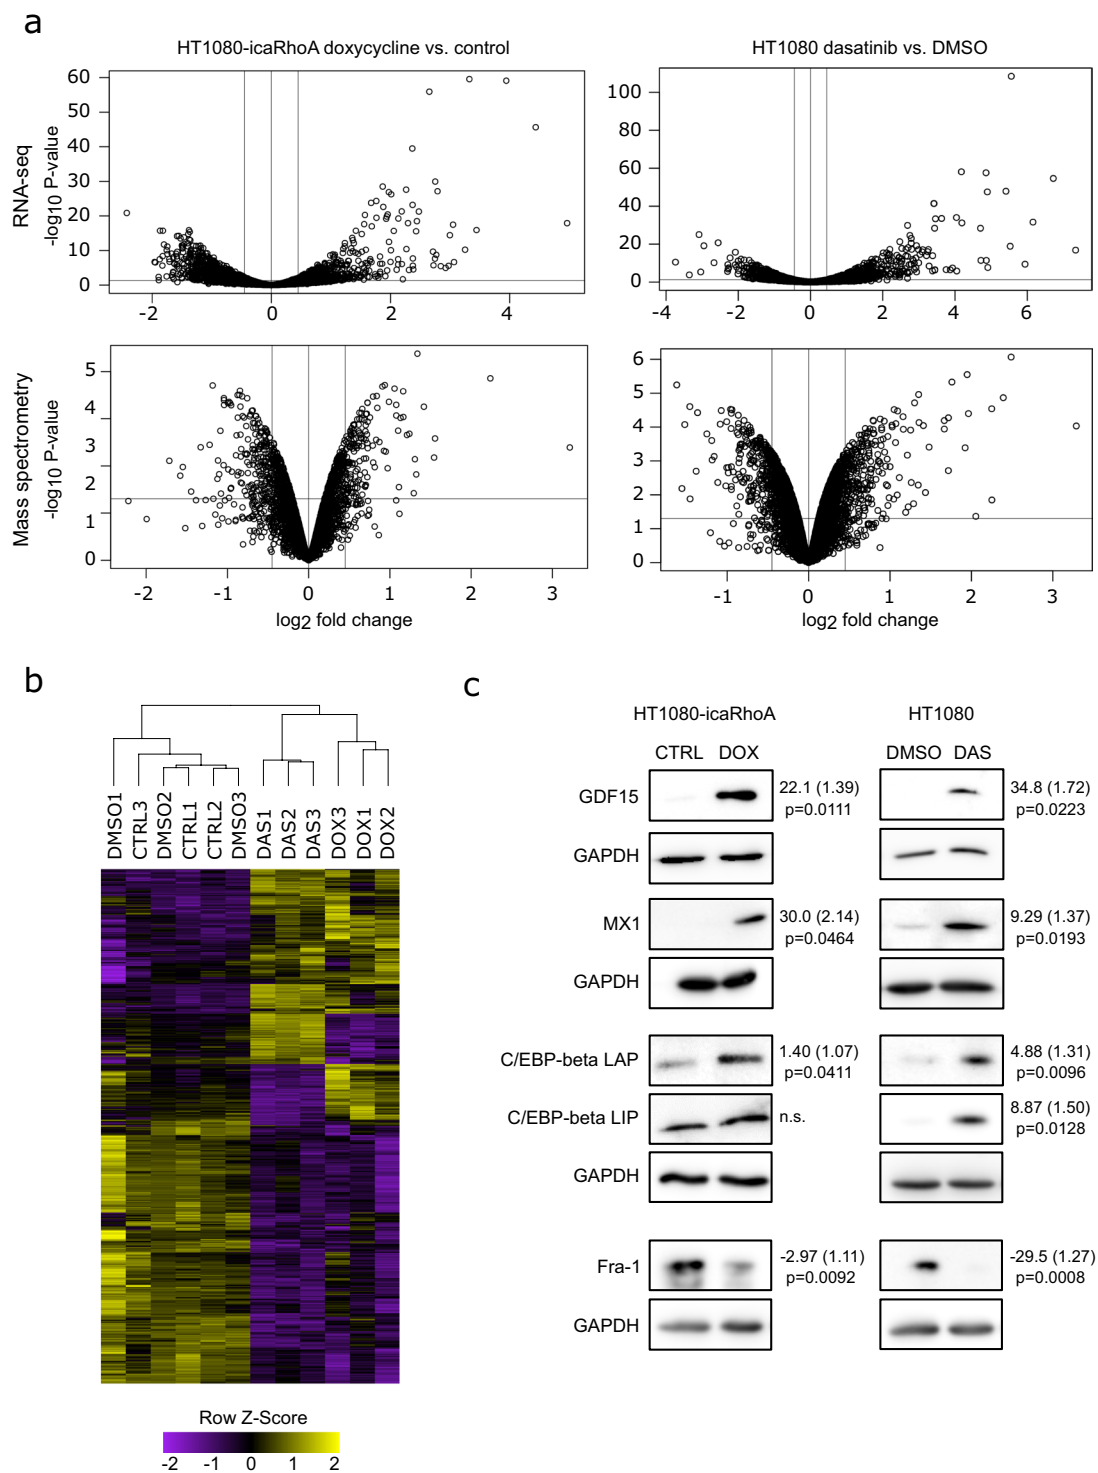 a
HT1080-icaRhoA doxycycline vs. control
HT1080 dasatinib vs. DMSO
RNA-seq
-log10 P-value
60
50
40
30
20
10
0
-2 0 2 4
100
80
60
40
20
0
-4 -2 0 2 4 6
Mass spectrometry
-log10 P-value
5
4
3
2
1
0
-2 -1 0 1 2 3
log2 fold change
6
5
4
3
2
1
0
-1 0 1 2 3
log2 fold change
b
DMSO1 CTRL3 DMSO2 CTRL1 CTRL2 DMSO3 DAS1 DAS2 DAS3 DOX3 DOX1 DOX2
Row Z-Score
-2 -1 0 1 2
c
HT1080-icaRhoA HT1080
CTRL DOX DMSO DAS
GDF15 22.1 (1.39) 34.8 (1.72)
p=0.0111 p=0.0223
GAPDH
MX1 30.0 (2.14) 9.29 (1.37)
p=0.0464 p=0.0193
GAPDH
C/EBP-beta LAP 1.40 (1.07) 4.88 (1.31)
p=0.0411 p=0.0096
C/EBP-beta LIP n.s. 8.87 (1.50)
p=0.0128
GAPDH
Fra-1 -2.97 (1.11) -29.5 (1.27)
p=0.0092 p=0.0008
GAPDH